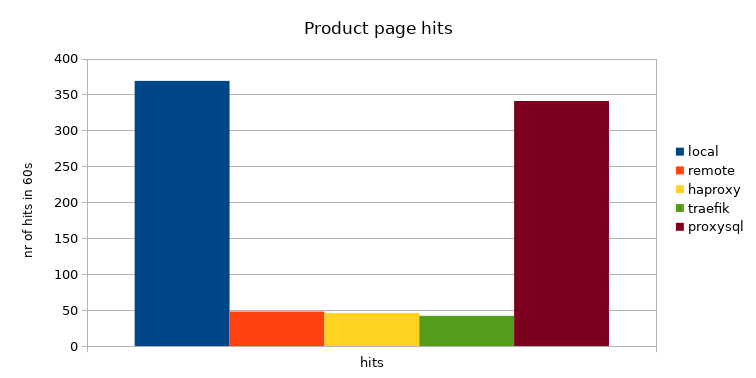 Product page hits
nr of hits in 60s
400
350
300
250
200
150
100
50
0
hits
local
remote
haproxy
traefik
proxysql